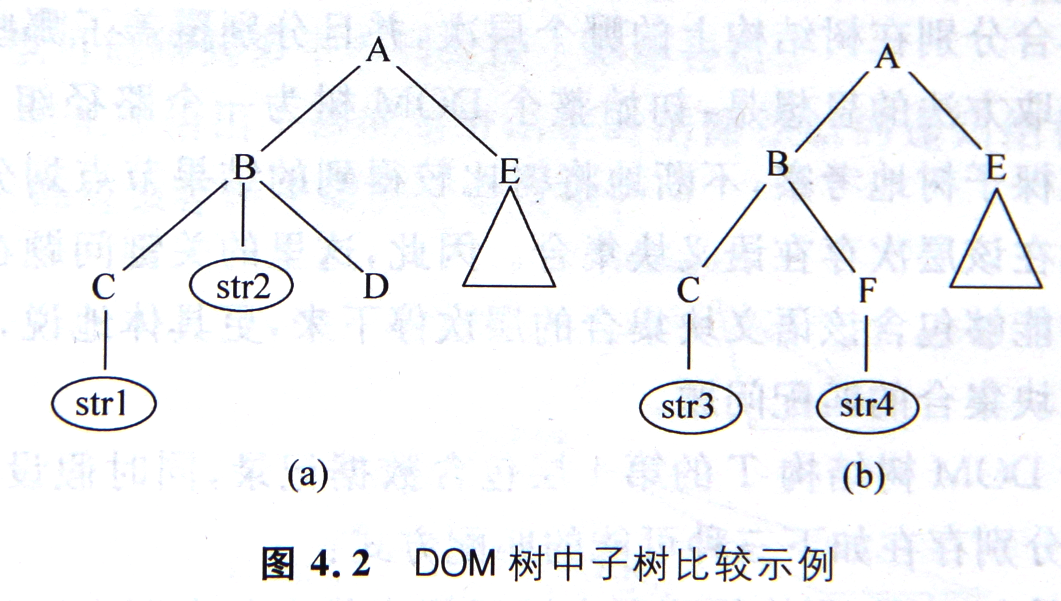 A A
B E B E
C str2 D C F
str1 str3 str4
(a) (b)
图 4.2 DOM 树中子树比较示例